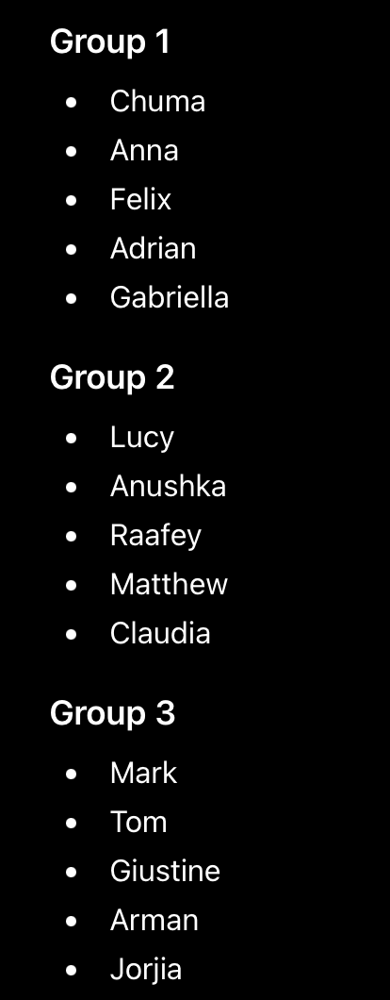 Group 1
• Chuma
• Anna
• Felix
• Adrian
• Gabriella
Group 2
• Lucy
• Anushka
• Raafey
• Matthew
• Claudia
Group 3
• Mark
• Tom
• Giustine
• Arman
• Jorjia